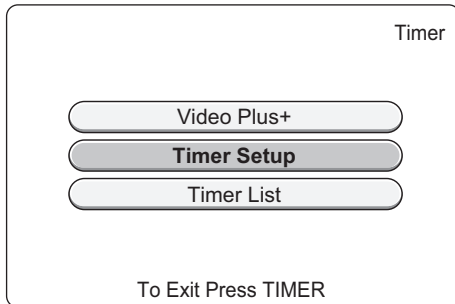 Timer
Video Plus+
Timer Setup
Timer List
To Exit Press TIMER